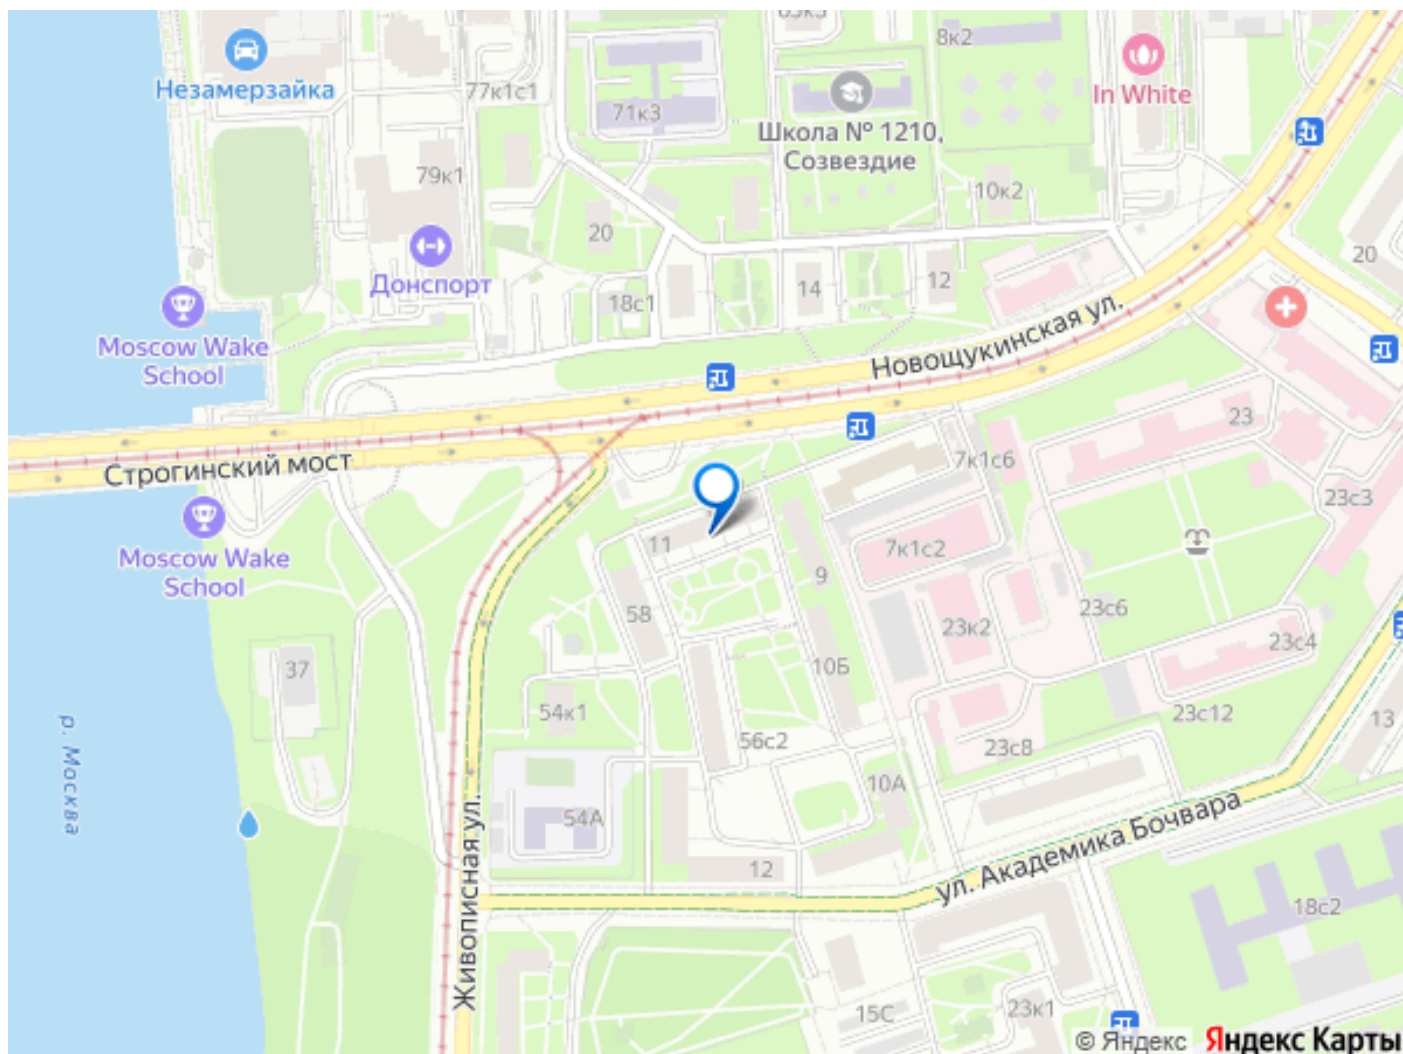 8к2
Незамерзайка
77к1с1
71к3
In White
Школа № 1210,
Созвездие
79к1
10к2
20
20
Донспорт
18с1
14
12
Moscow Wake
School
Новощукинская ул.
23
Строгинский мост
7к1с6
23с3
Moscow Wake
School
11
7к1с2
9
58
23с6
23к2
23с4
37
10Б
54к1
23с12
13
р. Москва
56с2
23с8
10А
54А
Живописная ул.
12
ул. Академика Бочвара
18с2
15С
23к1
© Яндекс
Яндекс Карты